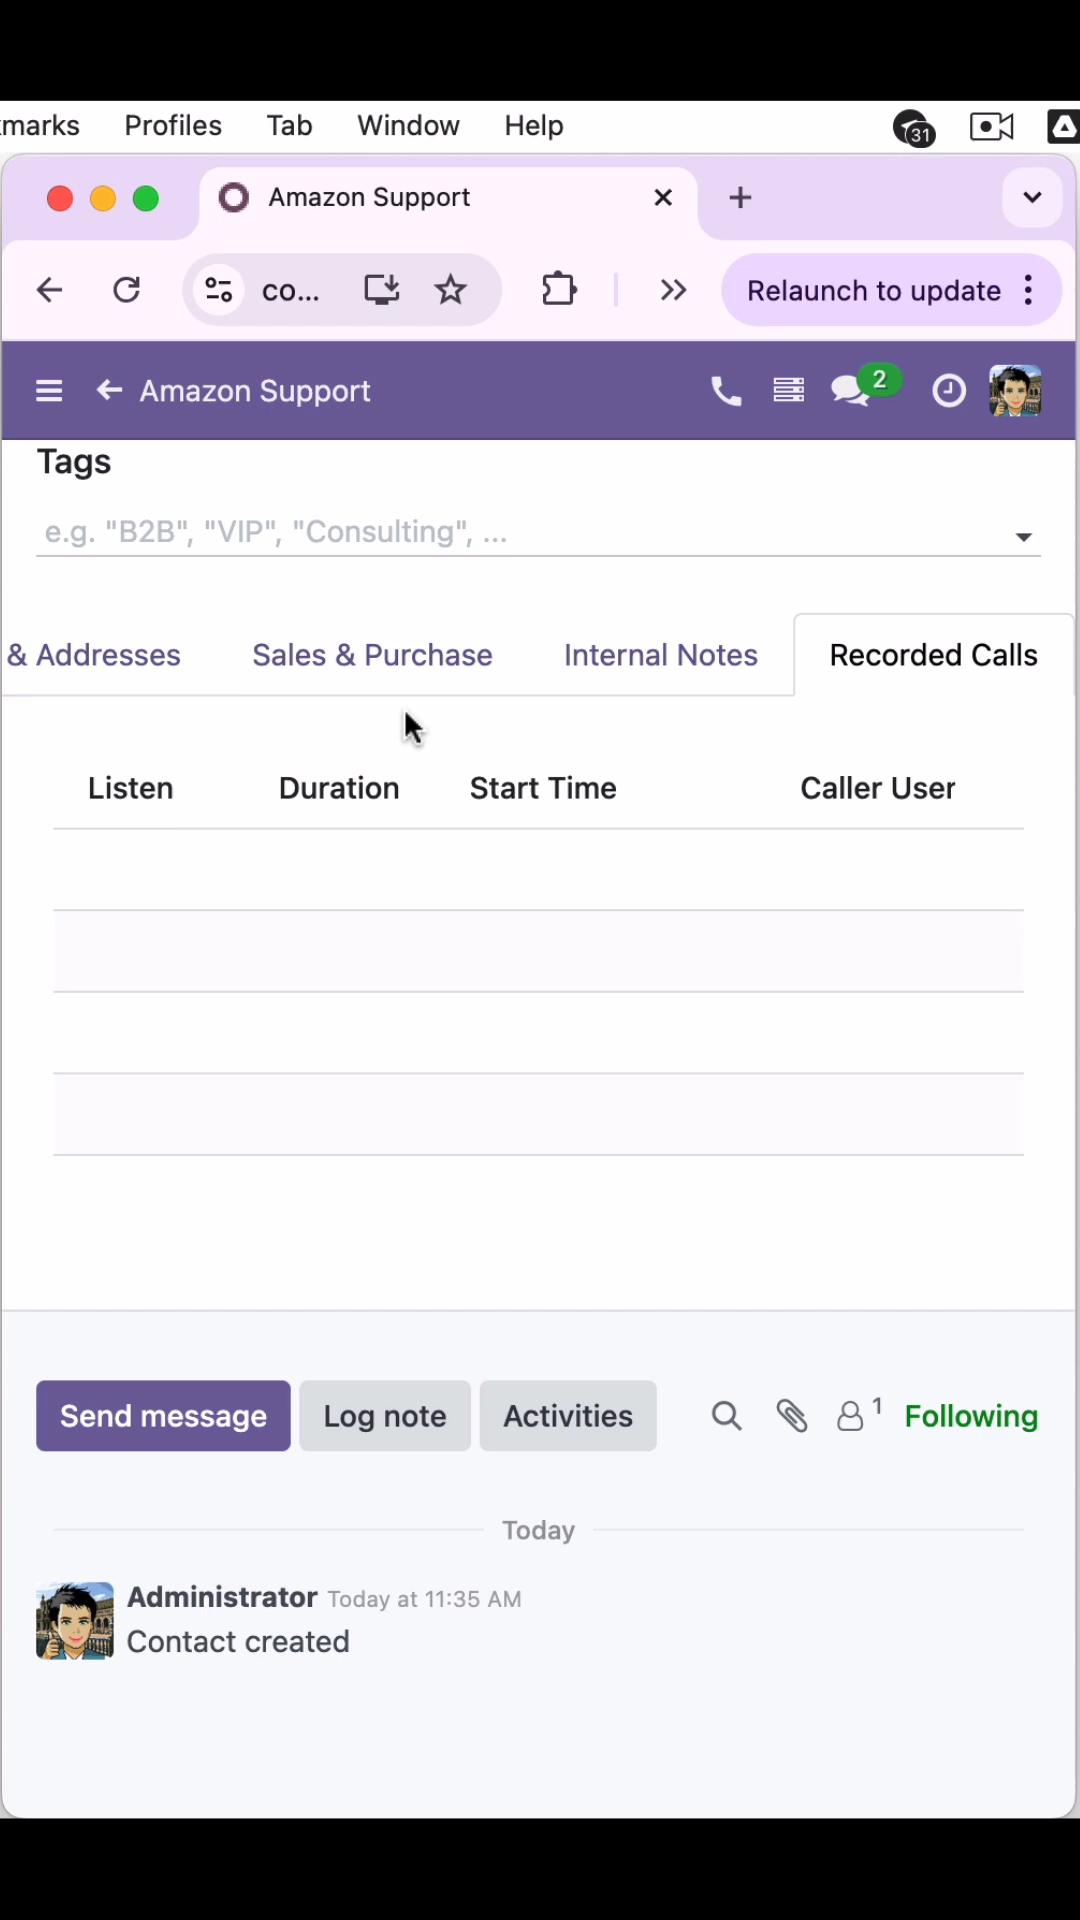 kmarks Profiles Tab Window Help 31
Amazon Support
co... Relaunch to update
Amazon Support 2
Tags
e.g. "B2B", "VIP", "Consulting", ...
& Addresses Sales & Purchase Internal Notes Recorded Calls
Listen Duration Start Time Caller User
Send message Log note Activities 1 Following
Today
Administrator Today at 11:35 AM
Contact created